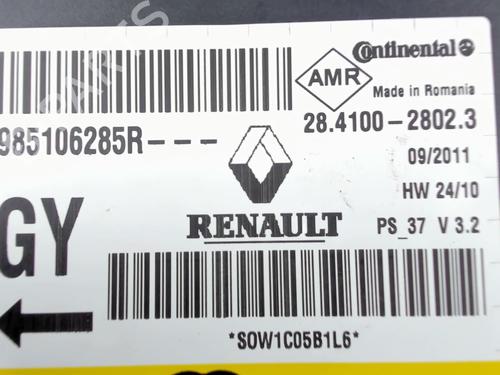 Continental
AMR
Made in Romania
985106285R---
28.4100-2802.3
09/2011
HW 24/10
GY
RENAULT
PS_37 V 3.2
*SOW1C05B1L6*